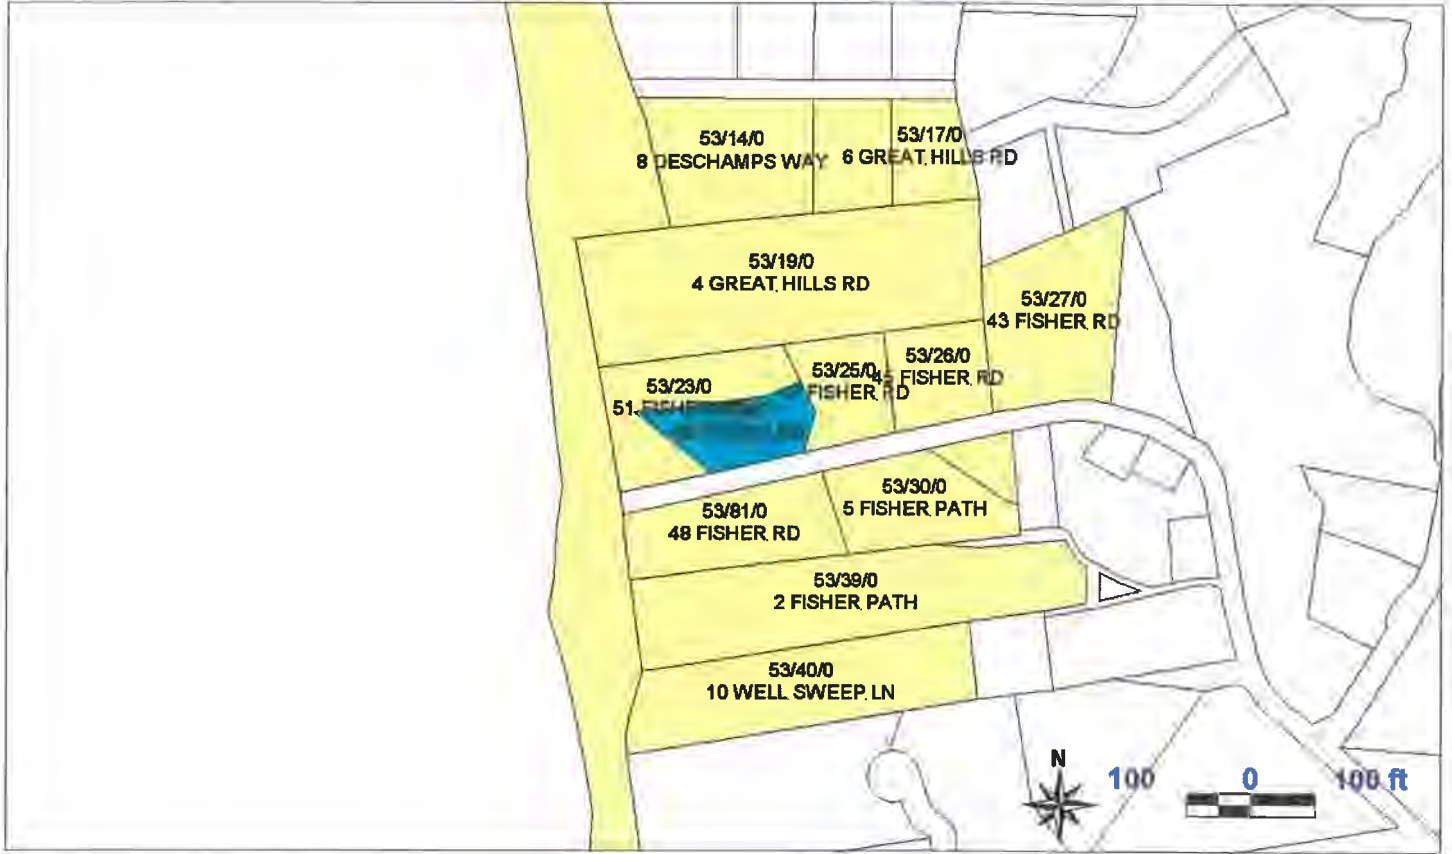 53/14/0
8 DESCHAMPS WAY
53/17/0
6 GREAT HILLS RD
53/19/0
4 GREAT HILLS RD
53/27/0
43 FISHER RD
53/26/0
45 FISHER RD
53/25/0
FISHER RD
53/23/0
51 FISHER
53/30/0
5 FISHER PATH
53/81/0
48 FISHER RD
53/39/0
2 FISHER PATH
53/40/0
10 WELL SWEEP LN
N
100 0 100 ft